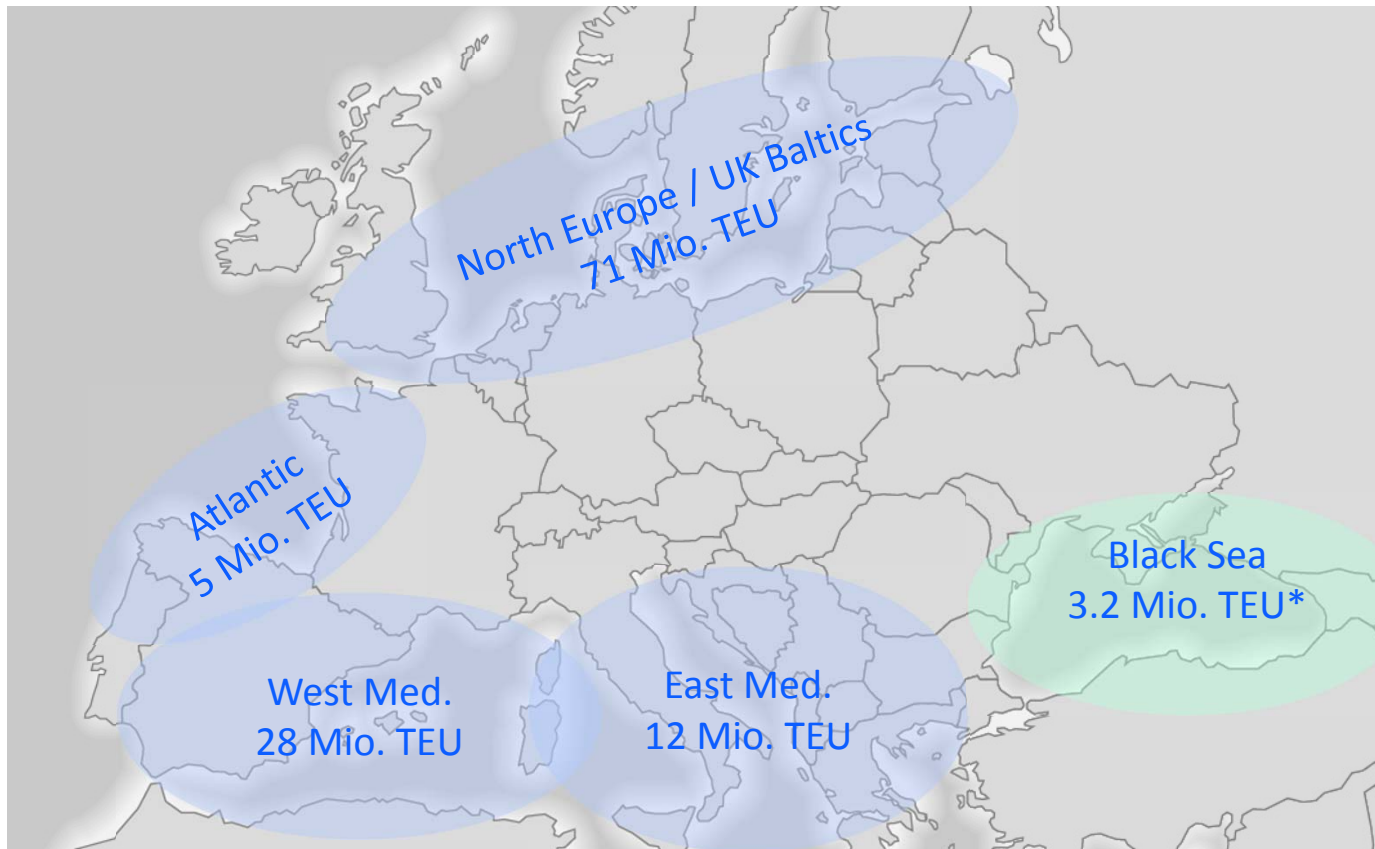 North Europe / UK Baltics
71 Mio. TEU
Atlantic
5 Mio. TEU
Black Sea
3.2 Mio. TEU*
West Med.
28 Mio. TEU
East Med.
12 Mio. TEU